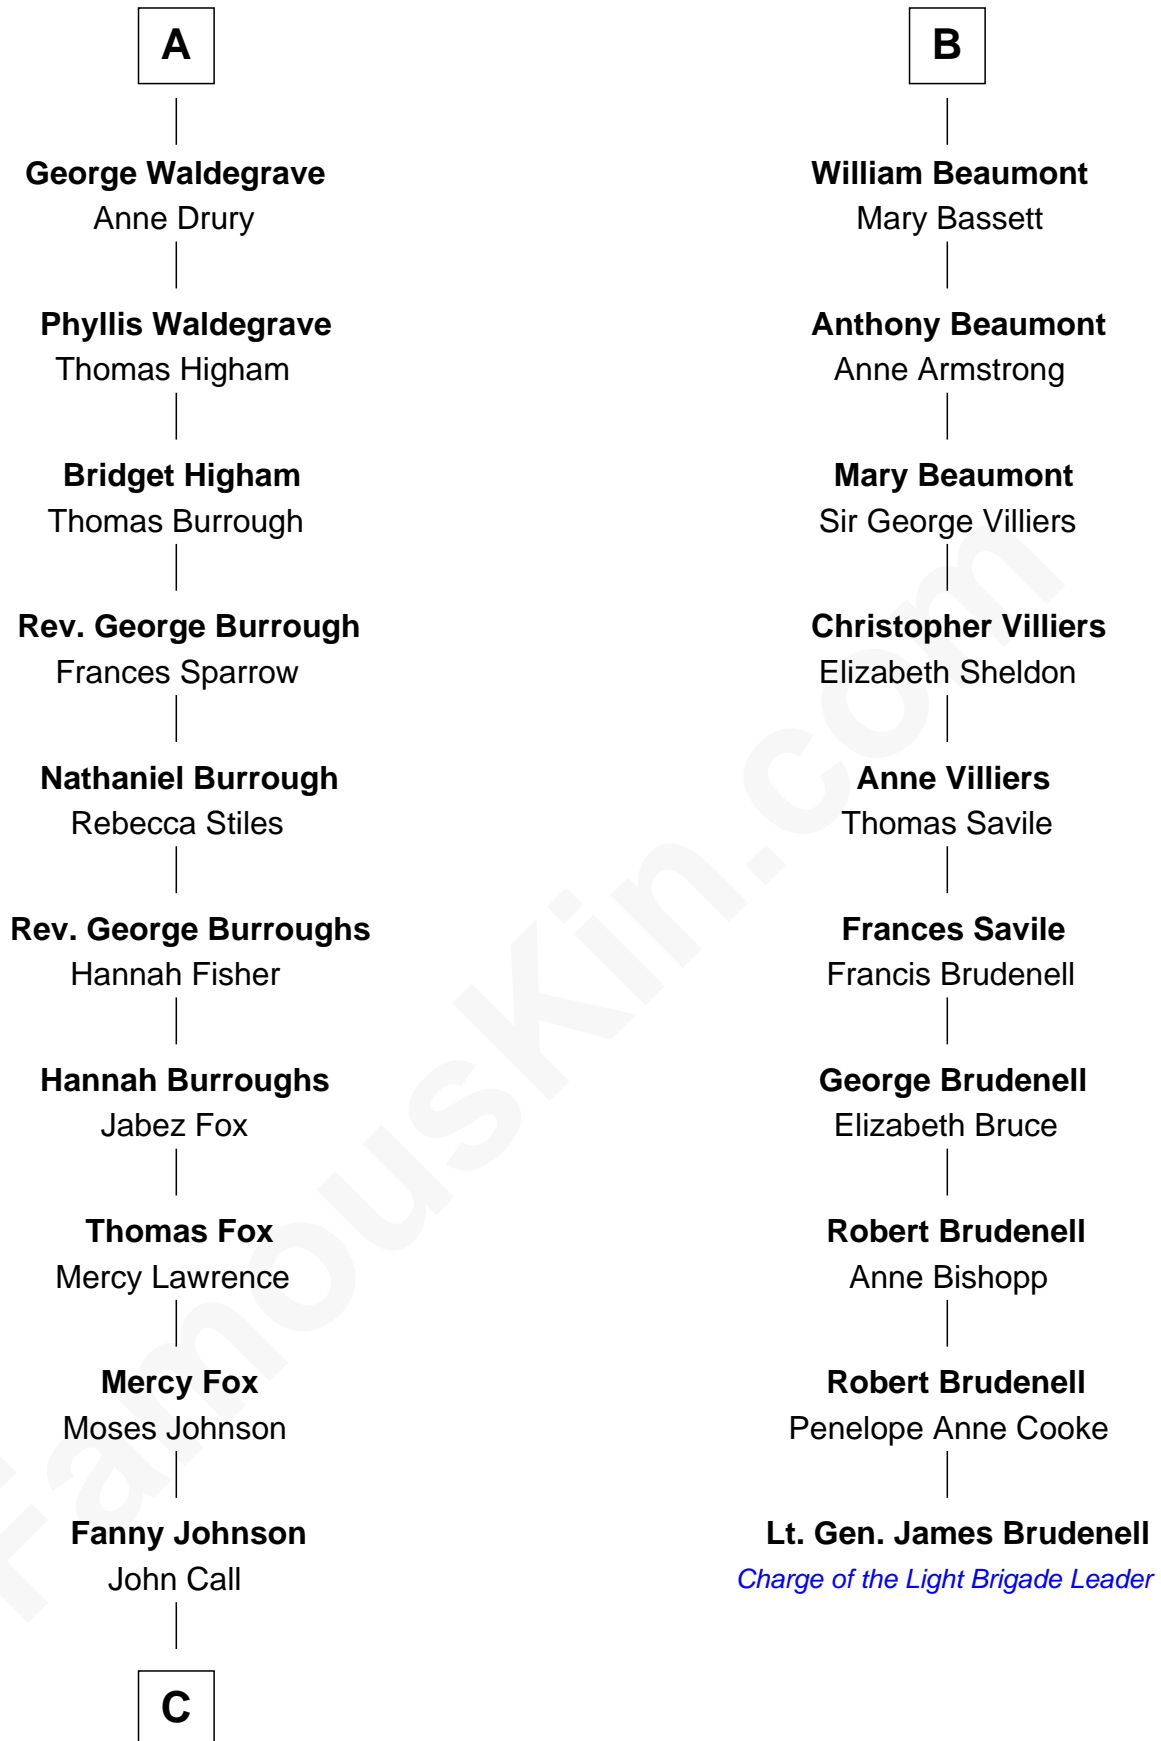 A
George Waldegrave
Anne Drury
Phyllis Waldegrave
Thomas Higham
Bridget Higham
Thomas Burrough
Rev. George Burrough
Frances Sparrow
Nathaniel Burrough
Rebecca Stiles
Rev. George Burroughs
Hannah Fisher
Hannah Burroughs
Jabez Fox
Thomas Fox
Mercy Lawrence
Mercy Fox
Moses Johnson
Fanny Johnson
John Call
C
B
William Beaumont
Mary Bassett
Anthony Beaumont
Anne Armstrong
Mary Beaumont
Sir George Villiers
Christopher Villiers
Elizabeth Sheldon
Anne Villiers
Thomas Savile
Frances Savile
Francis Brudenell
George Brudenell
Elizabeth Bruce
Robert Brudenell
Anne Bishopp
Robert Brudenell
Penelope Anne Cooke
Lt. Gen. James Brudenell
Charge of the Light Brigade Leader
FamousKin.com